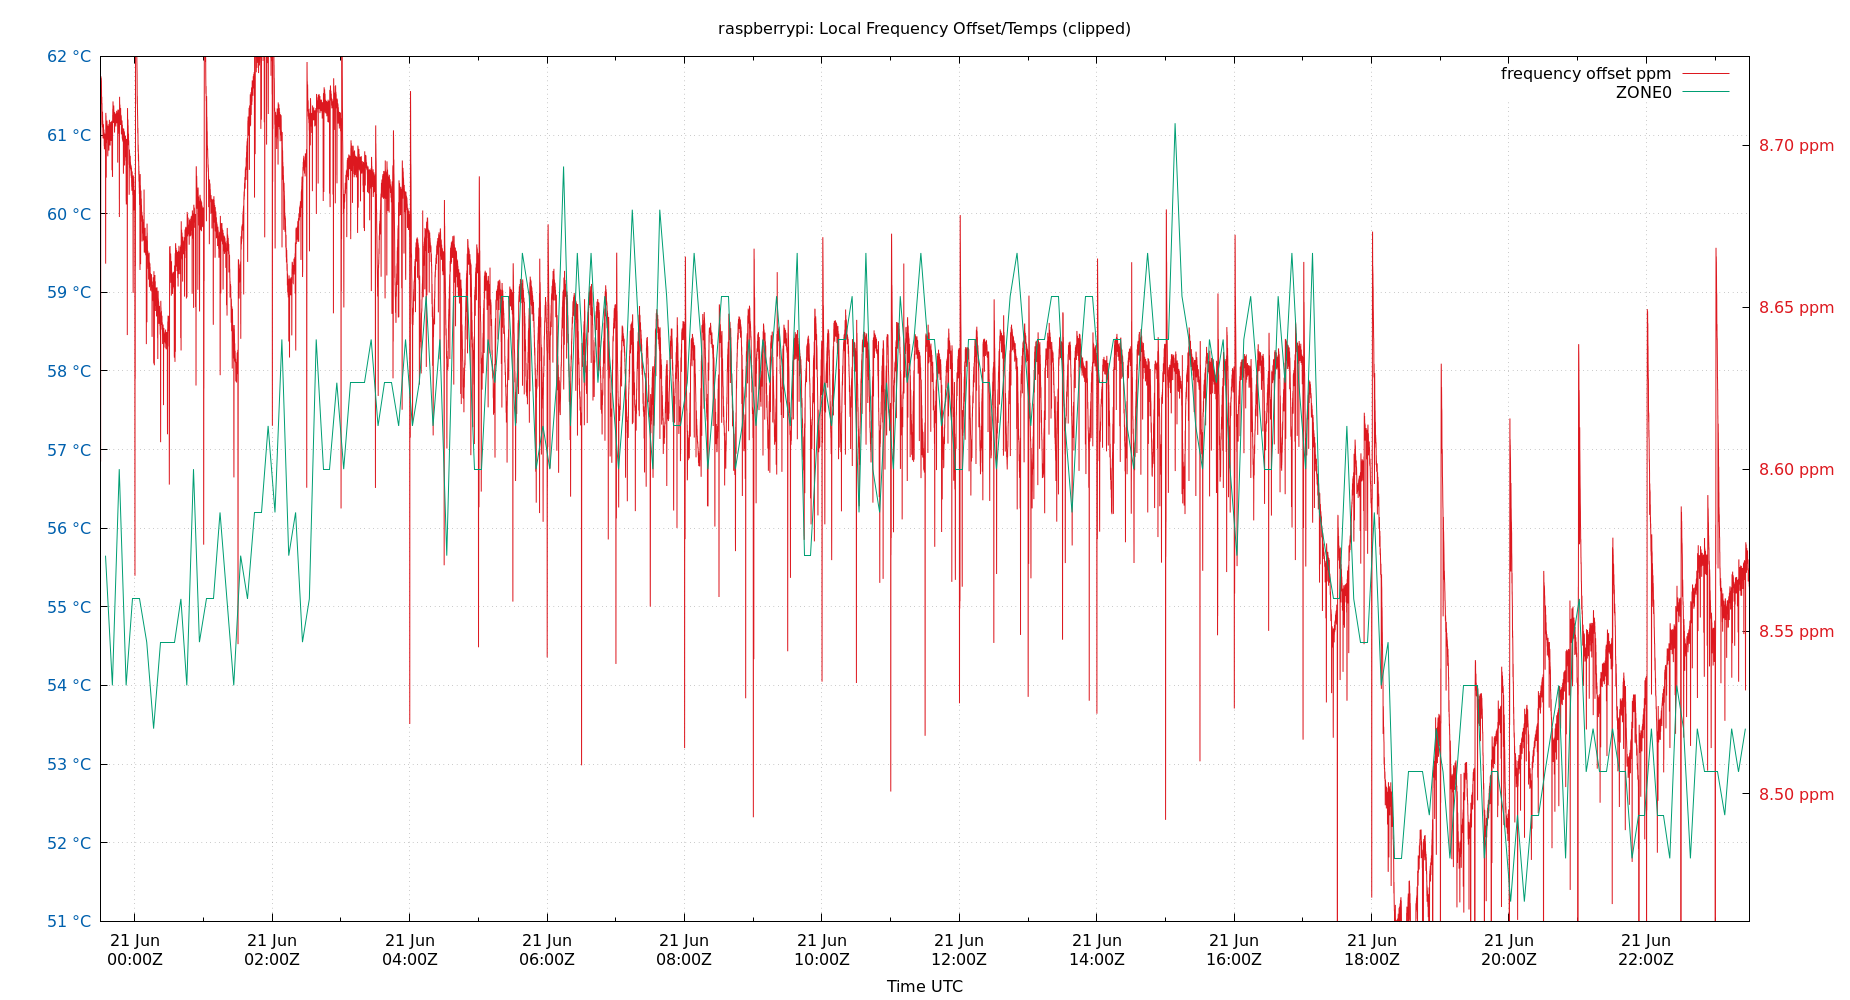 raspberrypi: Local Frequency Offset/Temps (clipped)
frequency offset ppm
ZONE0
62 °C
61 °C
60 °C
59 °C
58 °C
57 °C
56 °C
55 °C
54 °C
53 °C
52 °C
51 °C
8.70 ppm
8.65 ppm
8.60 ppm
8.55 ppm
8.50 ppm
21 Jun 21 Jun 21 Jun 21 Jun 21 Jun 21 Jun 21 Jun 21 Jun 21 Jun 21 Jun 21 Jun 21 Jun
00:00Z 02:00Z 04:00Z 06:00Z 08:00Z 10:00Z 12:00Z 14:00Z 16:00Z 18:00Z 20:00Z 22:00Z
Time UTC